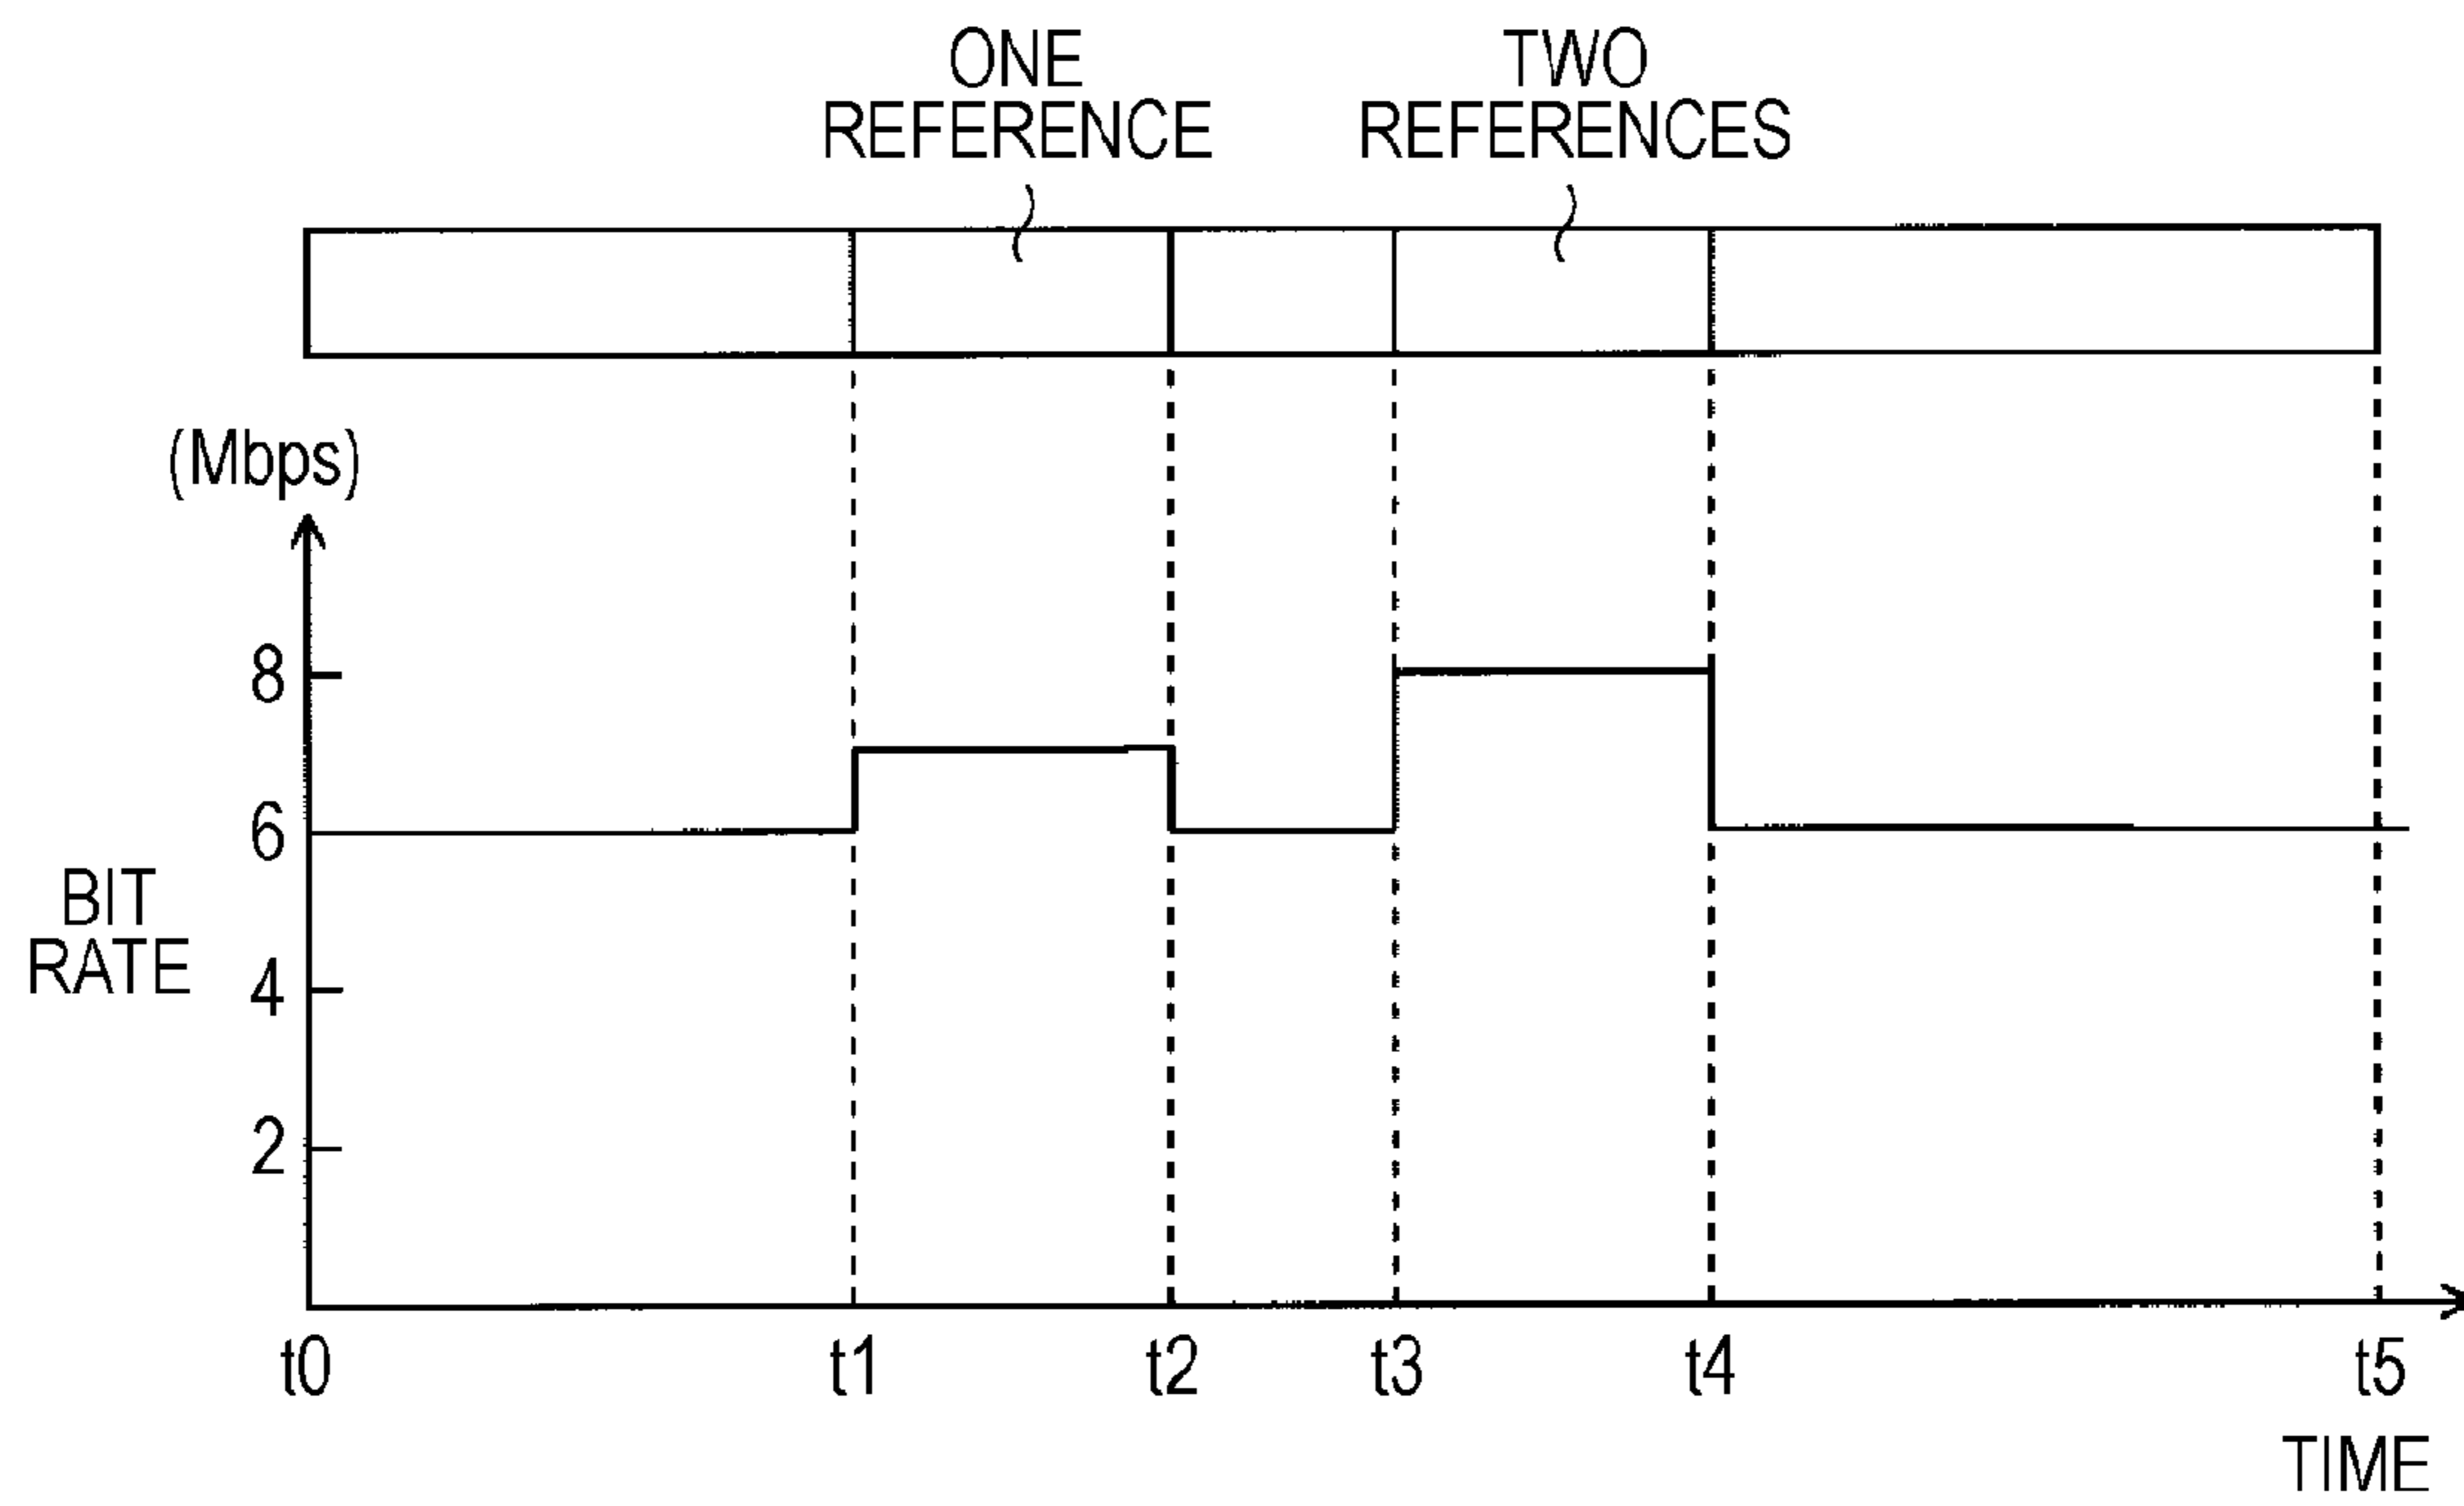 ONE
REFERENCE
TWO
REFERENCES
(Mbps)
8
6
BIT
RATE
4
2
t0 t1 t2 t3 t4 t5
TIME